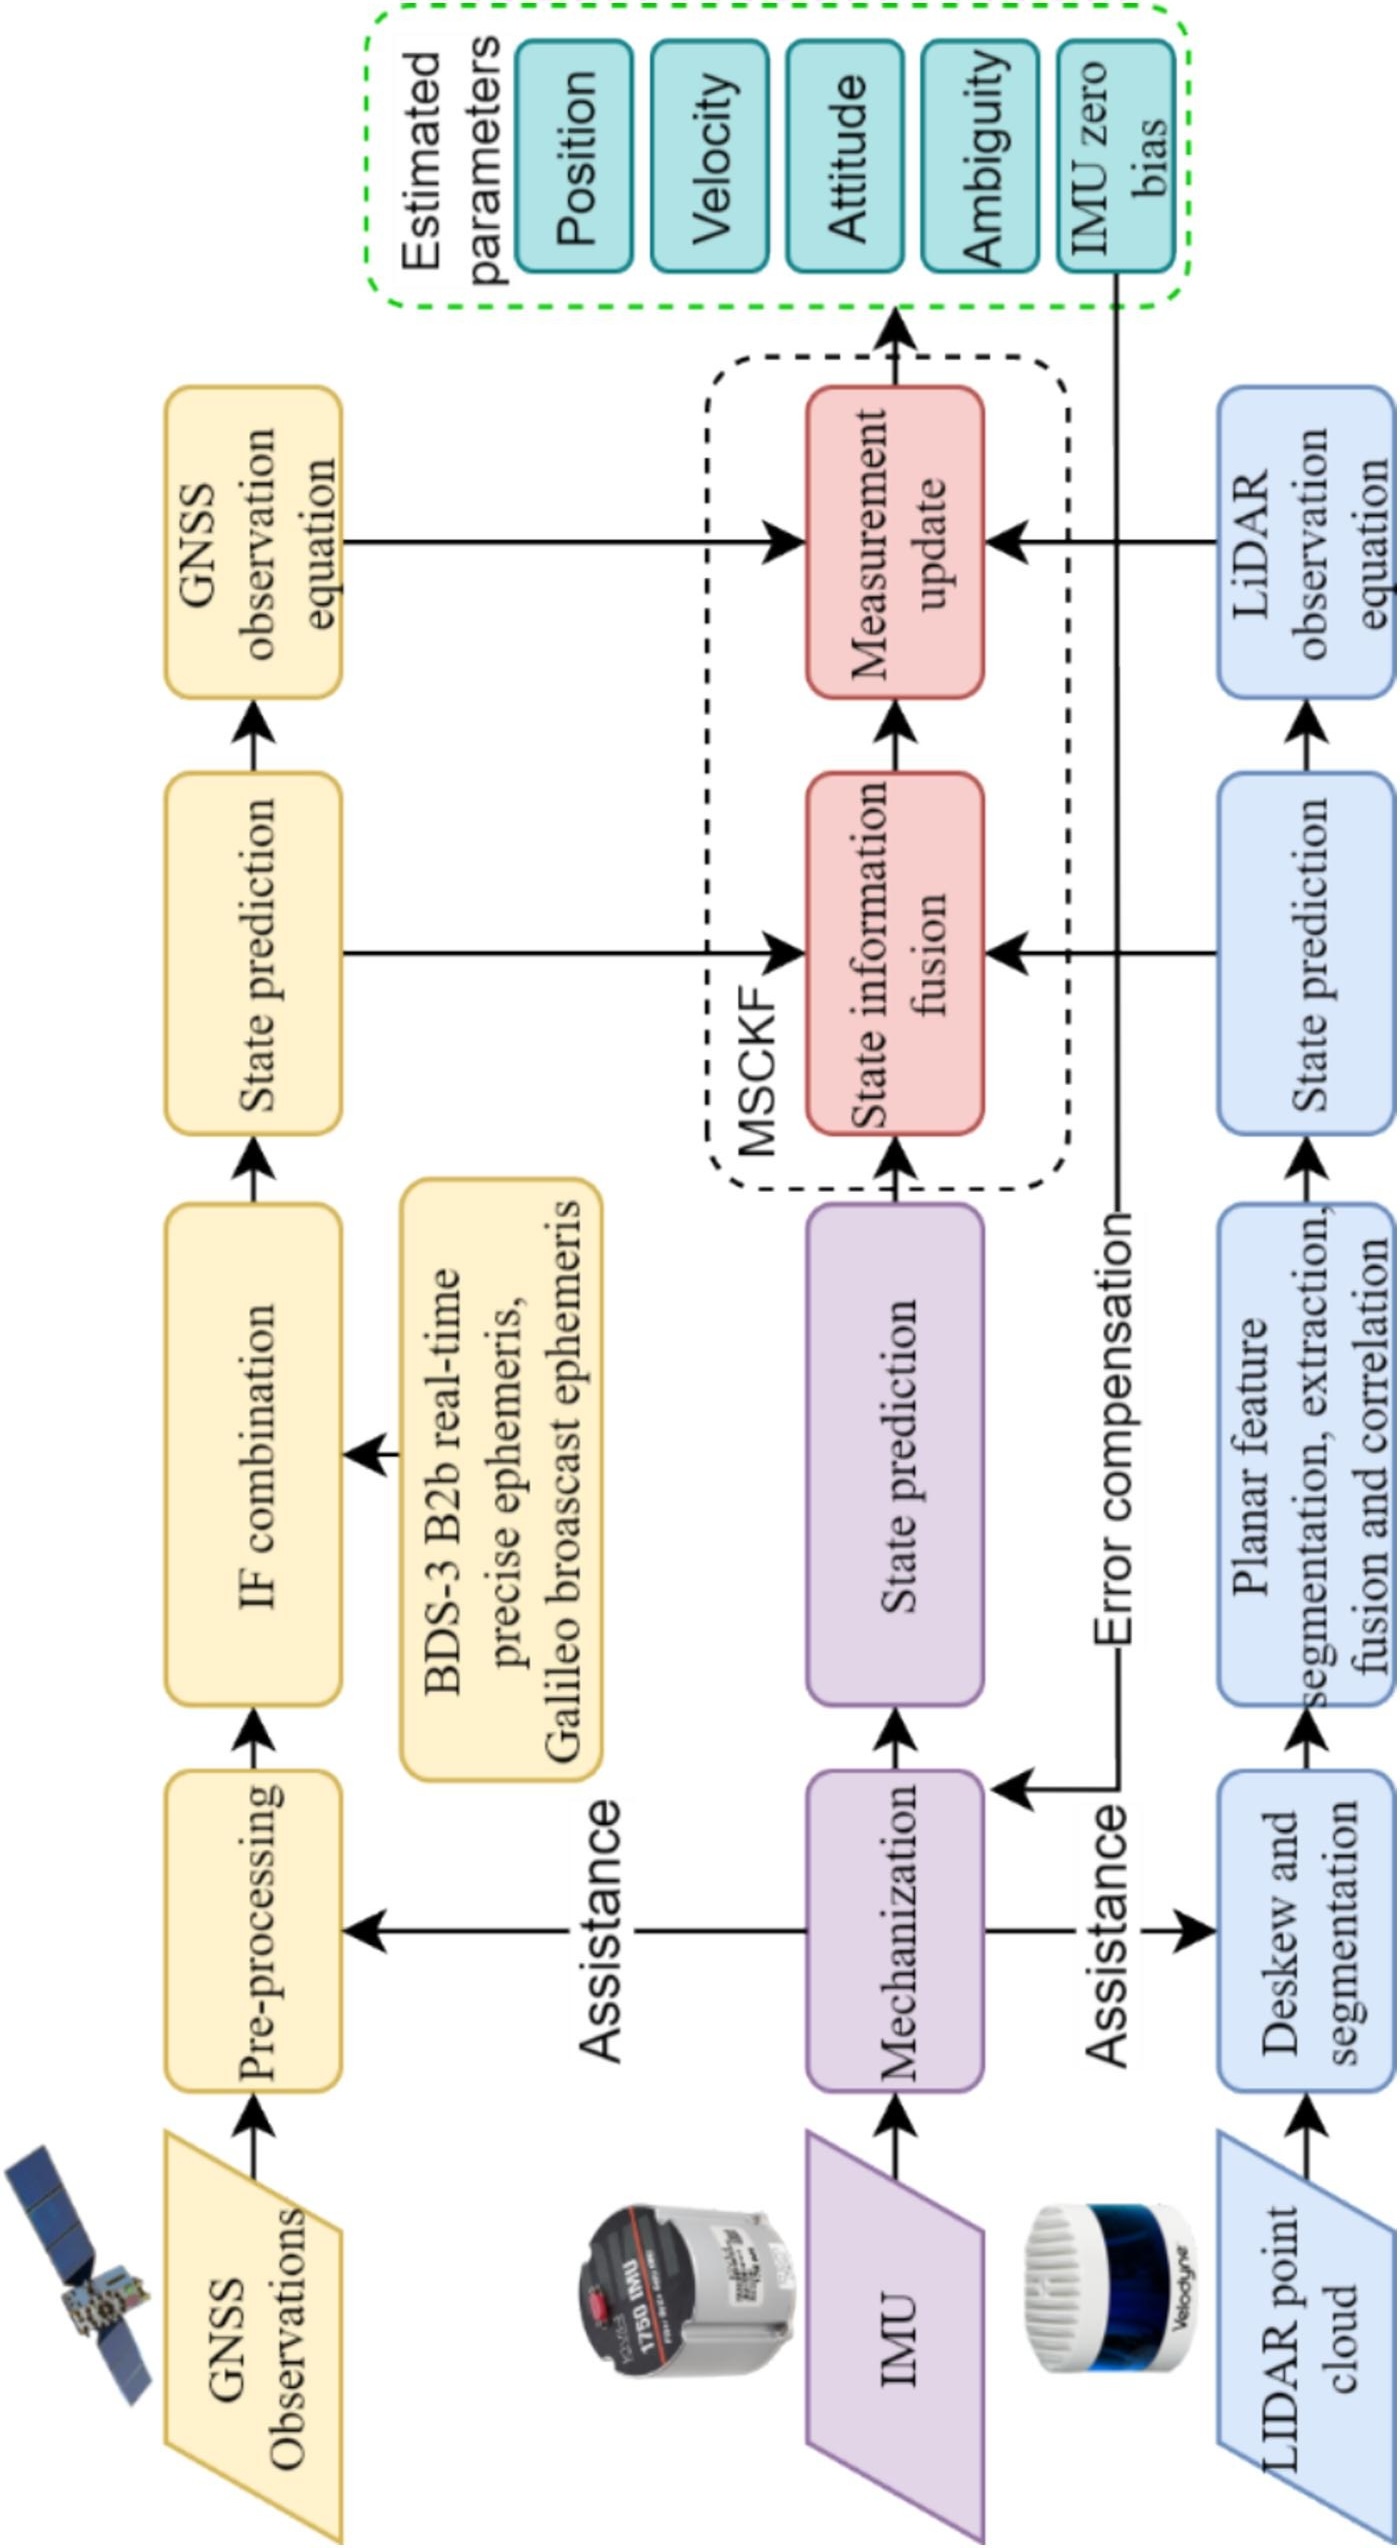 GNSS
Observations
Pre-processing
IF combination
State prediction
GNSS
observation
equation
BDS-3 B2b real-time
precise ephemeris,
Galileo broascast ephemeris
Assistance
IMU
Mechanization
State prediction
MSCKF
State information
fusion
Measurement
update
Estimated
parameters
Position
Velocity
Attitude
Ambiguity
IMU zero
bias
Error compensation
Assistance
1750 IMU
Velodyne
LIDAR point
cloud
Deskew and
segmentation
Planar feature
segmentation, extraction,
fusion and correlation
State prediction
LiDAR
observation
equation